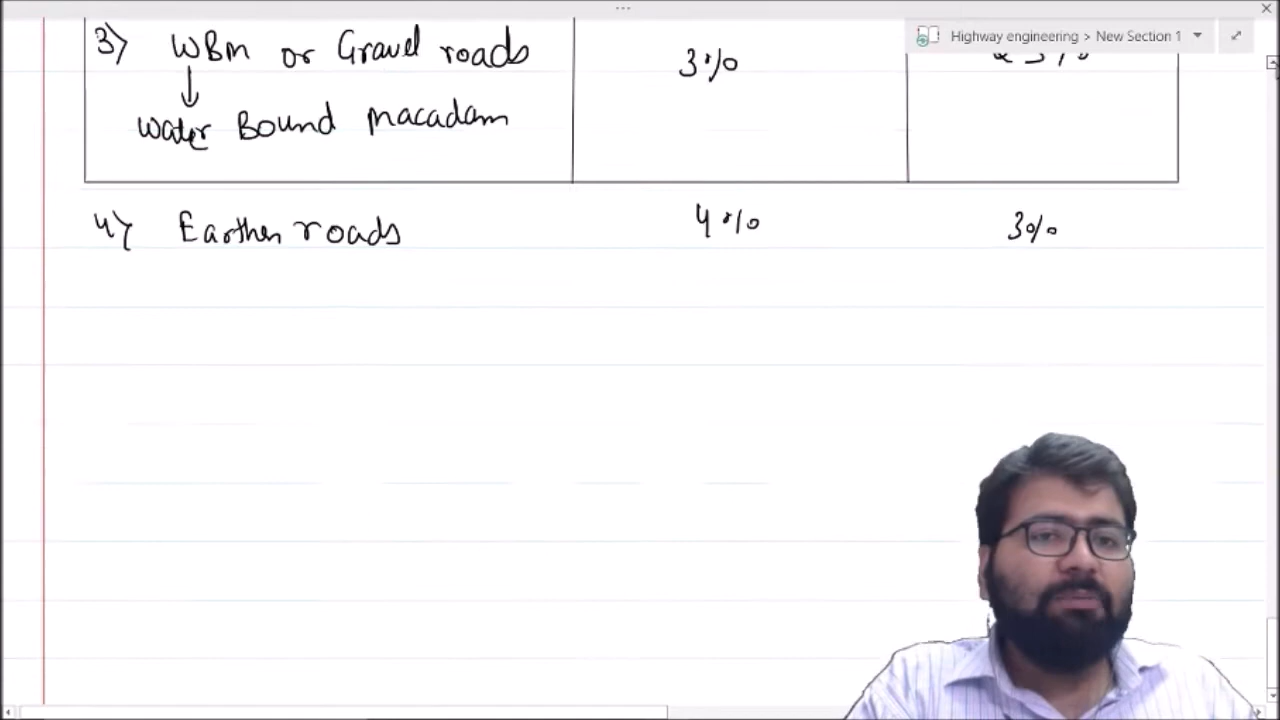 Highway engineering > New Section 1
3) WBM or Gravel roads 3%
Water Bound Macadam
4) Earthen roads 4% 3%